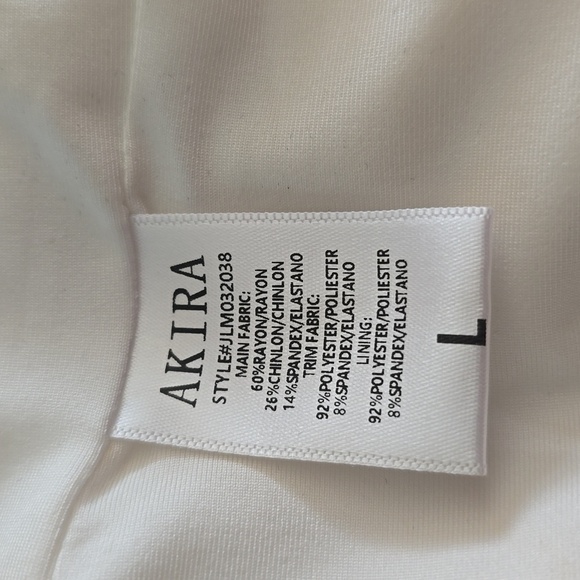 AKIRA
STYLE#JLM032038
MAIN FABRIC:
60%RAYON/RAYON
26%CHINLON/CHINLON
14%SPANDEX/ELASTANO
TRIM FABRIC:
92%POLYESTER/POLIESTER
8%SPANDEX/ELASTANO
LINING:
92%POLYESTER/POLIESTER
8%SPANDEX/ELASTANO
L